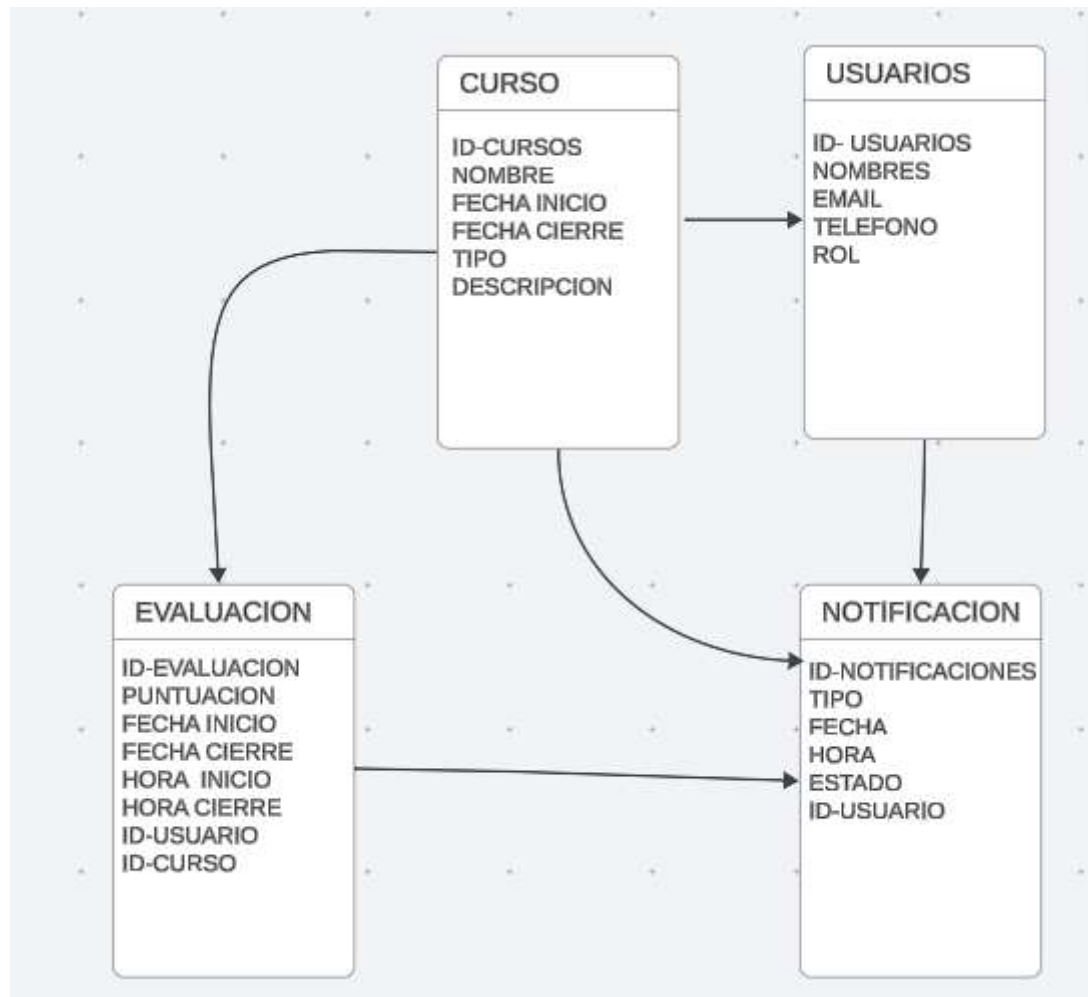 CURSO
ID-CURSOS
NOMBRE
FECHA INICIO
FECHA CIERRE
TIPO
DESCRIPCION
USUARIOS
ID- USUARIOS
NOMBRES
EMAIL
TELEFONO
ROL
EVALUACION
ID-EVALUACION
PUNTUACION
FECHA INICIO
FECHA CIERRE
HORA  INICIO
HORA CIERRE
ID-USUARIO
ID-CURSO
NOTIFICACION
ID-NOTIFICACIONES
TIPO
FECHA
HORA
ESTADO
ID-USUARIO